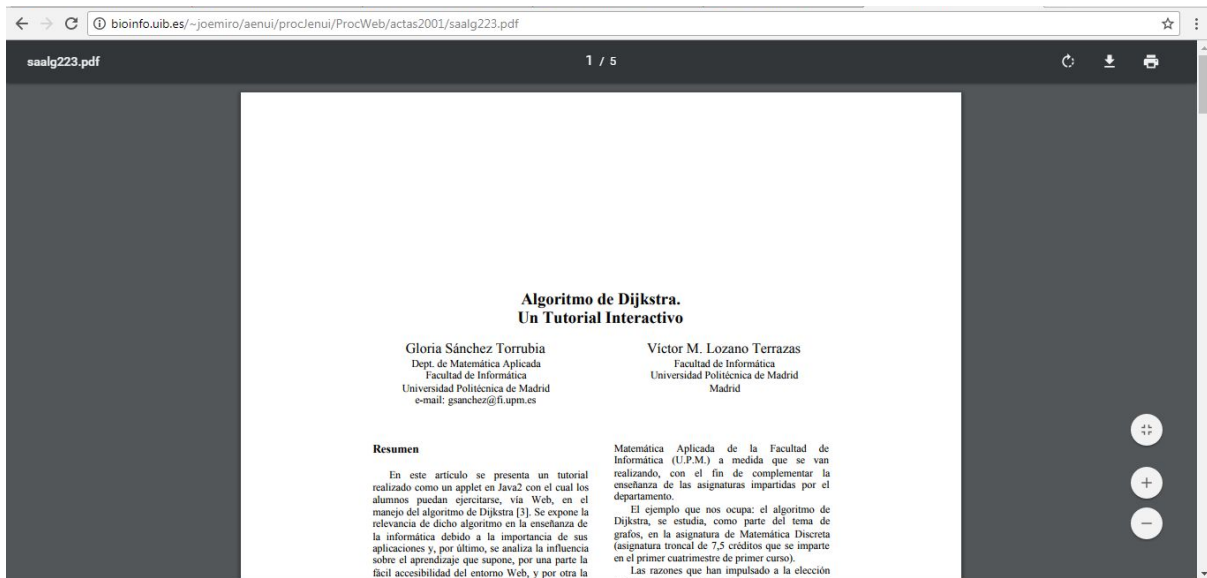 bioinfo.uib.es/~joemiro/aenui/procJenui/ProcWeb/actas2001/saalg223.pdf
saalg223.pdf
1 / 5
Algoritmo de Dijkstra.
Un Tutorial Interactivo
Gloria Sánchez Torrubia
Dept. de Matemática Aplicada
Facultad de Informática
Universidad Politécnica de Madrid
e-mail: gsanchez@fi.upm.es
Víctor M. Lozano Terrazas
Facultad de Informática
Universidad Politécnica de Madrid
Madrid
Resumen
En este artículo se presenta un tutorial
realizado como un applet en Java2 con el cual los
alumnos puedan ejercitarse, vía Web, en el
manejo del algoritmo de Dijkstra [3]. Se expone la
relevancia de dicho algoritmo en la enseñanza de
la informática debido a la importancia de sus
aplicaciones y, por último, se analiza la influencia
sobre el aprendizaje que supone, por una parte la
fácil accesibilidad del entorno Web, y por otra la
Matemática Aplicada de la Facultad de
Informática (U.P.M.) a medida que se van
realizando, con el fin de complementar la
enseñanza de las asignaturas impartidas por el
departamento.
El ejemplo que nos ocupa: el algoritmo de
Dijkstra, se estudia, como parte del tema de
grafos, en la asignatura de Matemática Discreta
(asignatura troncal de 7,5 créditos que se imparte
en el primer cuatrimestre de primer curso).
Las razones que han impulsado a la elección